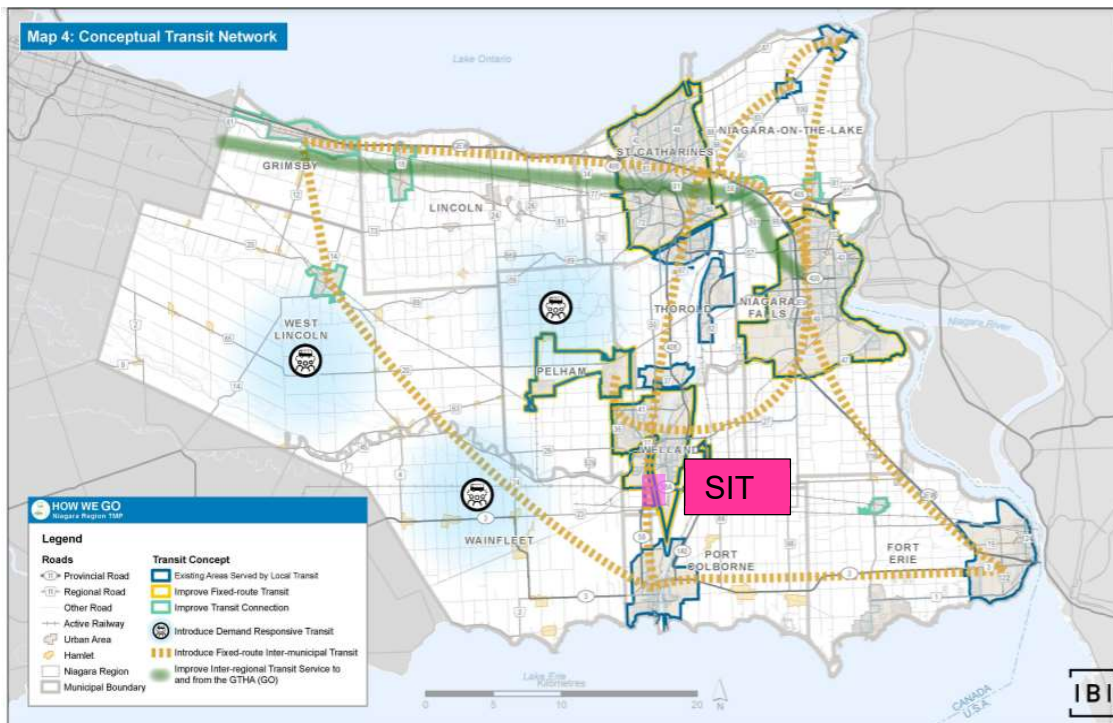 Map 4: Conceptual Transit Network
Lake Ontario
NIAGARA-ON-THE-LAKE
ST. CATHARINES
GRIMSBY
LINCOLN
THOROLD
NIAGARA
FALLS
Niagara River
WEST
LINCOLN
PELHAM
WELLAND
SIT
WAINFLEET
PORT
COLBORNE
FORT
ERIE
HOW WE GO
Niagara Region TMP
Legend
Roads
Provincial Road
Regional Road
Other Road
Active Railway
Urban Area
Hamlet
Niagara Region
Municipal Boundary
Transit Concept
Existing Areas Served by Local Transit
Improve Fixed-route Transit
Improve Transit Connection
Introduce Demand Responsive Transit
Introduce Fixed-route Inter-municipal Transit
Improve Inter-regional Transit Service to
and from the GTHA (GO)
Lake Erie
Kilometres
0 5 10 20
N
CANADA
U.S.A.
IBI